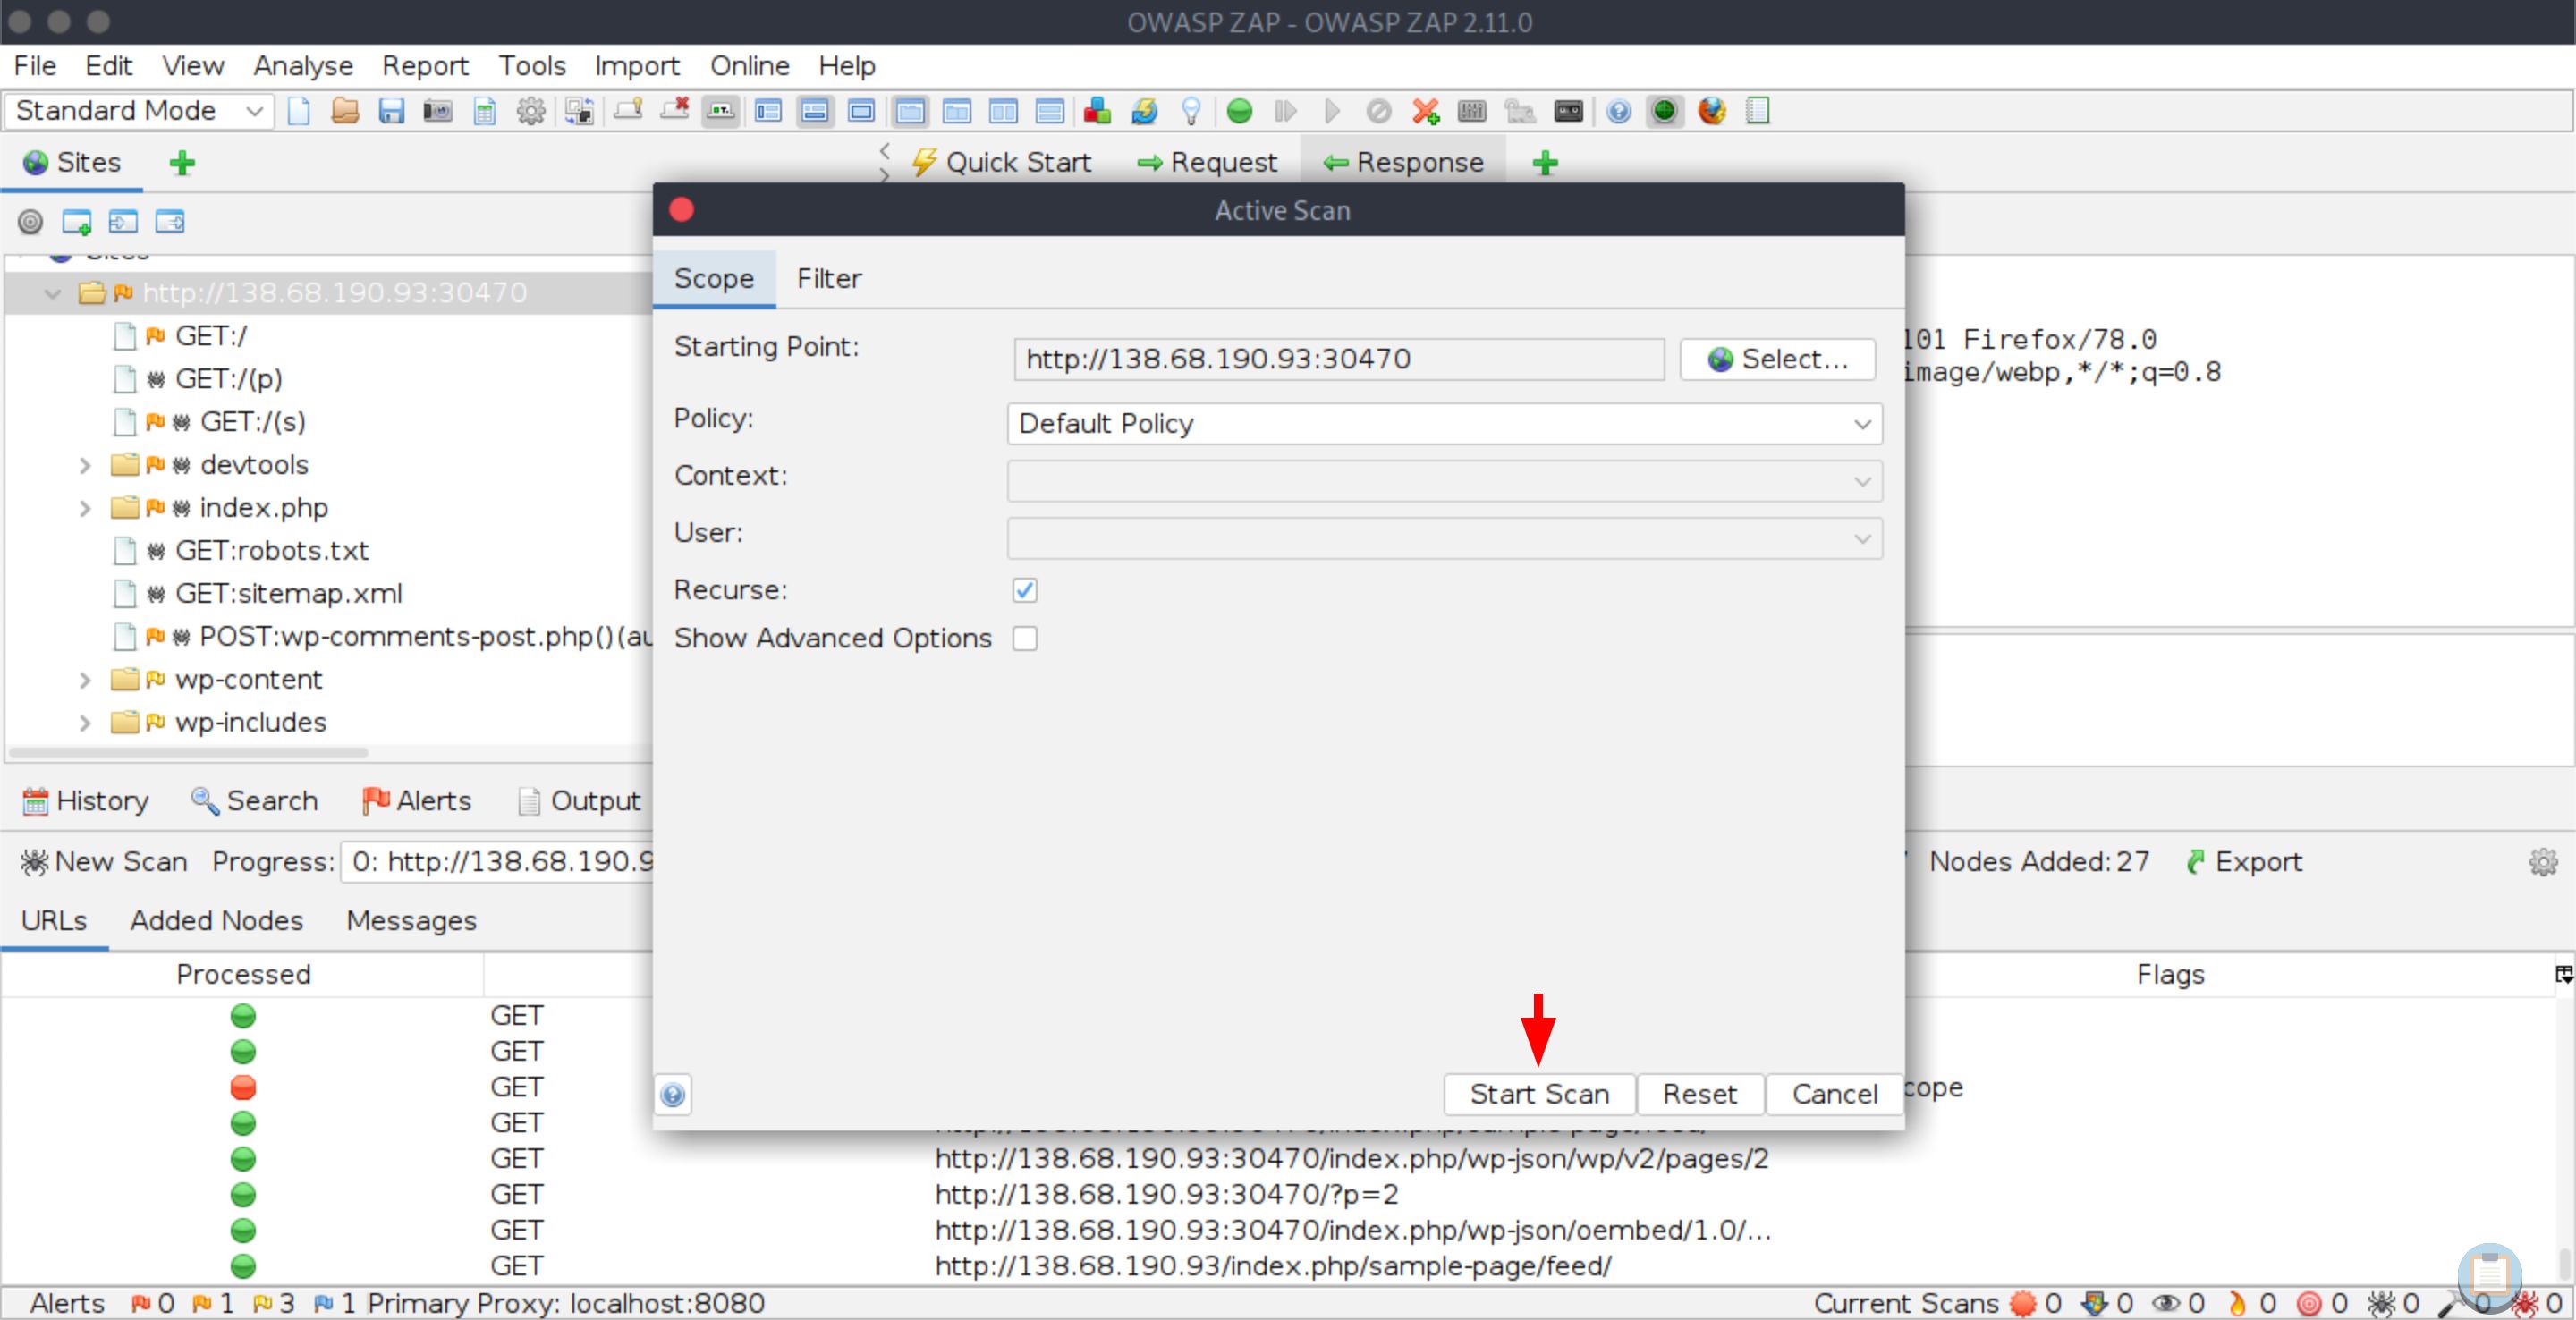 OWASP ZAP - OWASP ZAP 2.11.0
File Edit View Analyse Report Tools Import Online Help
Standard Mode
Sites
Quick Start Request Response
Active Scan
Scope Filter
Starting Point: http://138.68.190.93:30470 Select...
Policy: Default Policy
Context:
User:
Recurse:
Show Advanced Options
Start Scan Reset Cancel
Sites
http://138.68.190.93:30470
GET:/
GET:/(p)
GET:/(s)
devtools
index.php
GET:robots.txt
GET:sitemap.xml
POST:wp-comments-post.php()(au
wp-content
wp-includes
101 Firefox/78.0
image/webp,*/*;q=0.8
History Search Alerts Output
New Scan Progress: 0: http://138.68.190.9 Nodes Added: 27 Export
URLs Added Nodes Messages
Processed Flags
GET
GET
GET cope
GET
GET http://138.68.190.93:30470/index.php/wp-json/wp/v2/pages/2
GET http://138.68.190.93:30470/?p=2
GET http://138.68.190.93:30470/index.php/wp-json/oembed/1.0/...
GET http://138.68.190.93/index.php/sample-page/feed/
Alerts 0 1 3 1 Primary Proxy: localhost:8080 Current Scans 0 0 0 0 0 0 0 0